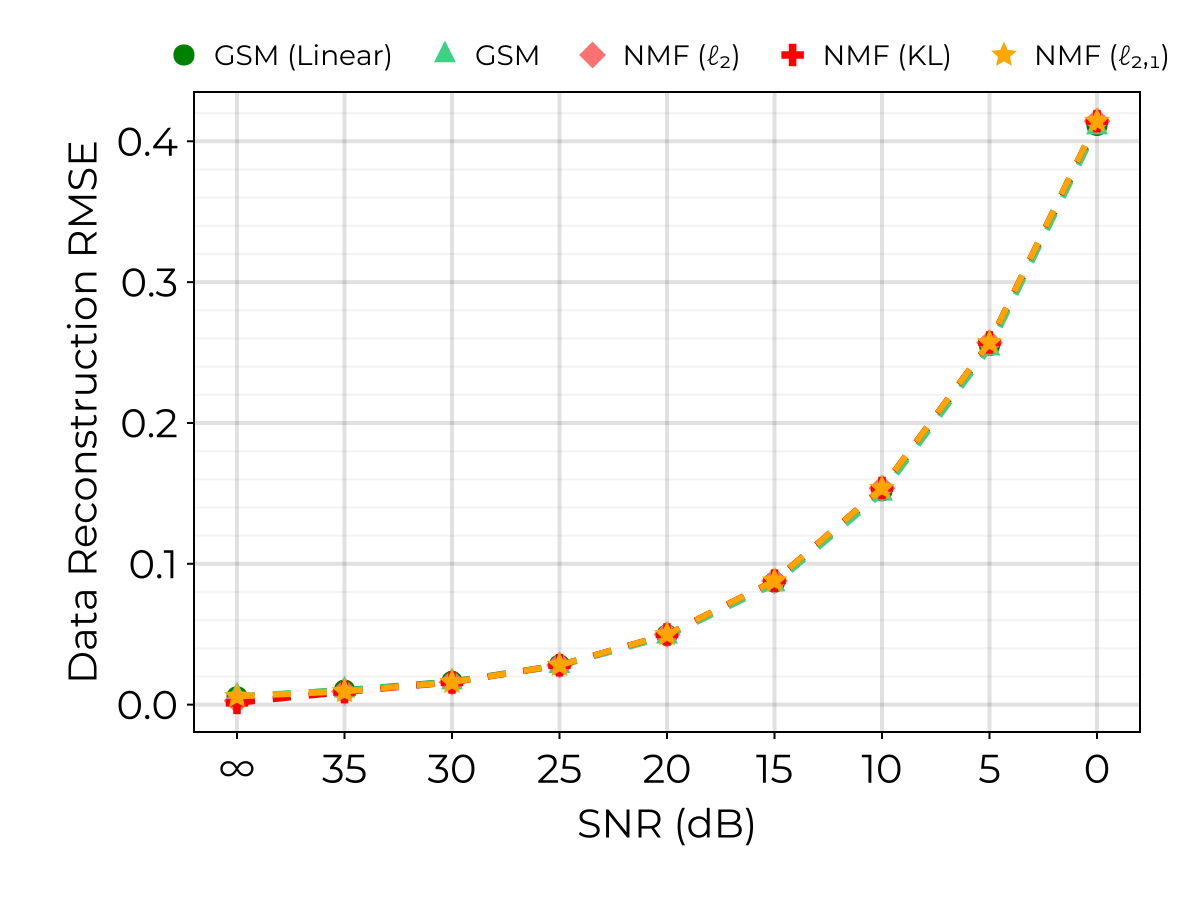 GSM (Linear) GSM NMF (ℓ₂) NMF (KL) NMF (ℓ₂,₁)
Data Reconstruction RMSE
0.4
0.3
0.2
0.1
0.0
∞ 35 30 25 20 15 10 5 0
SNR (dB)